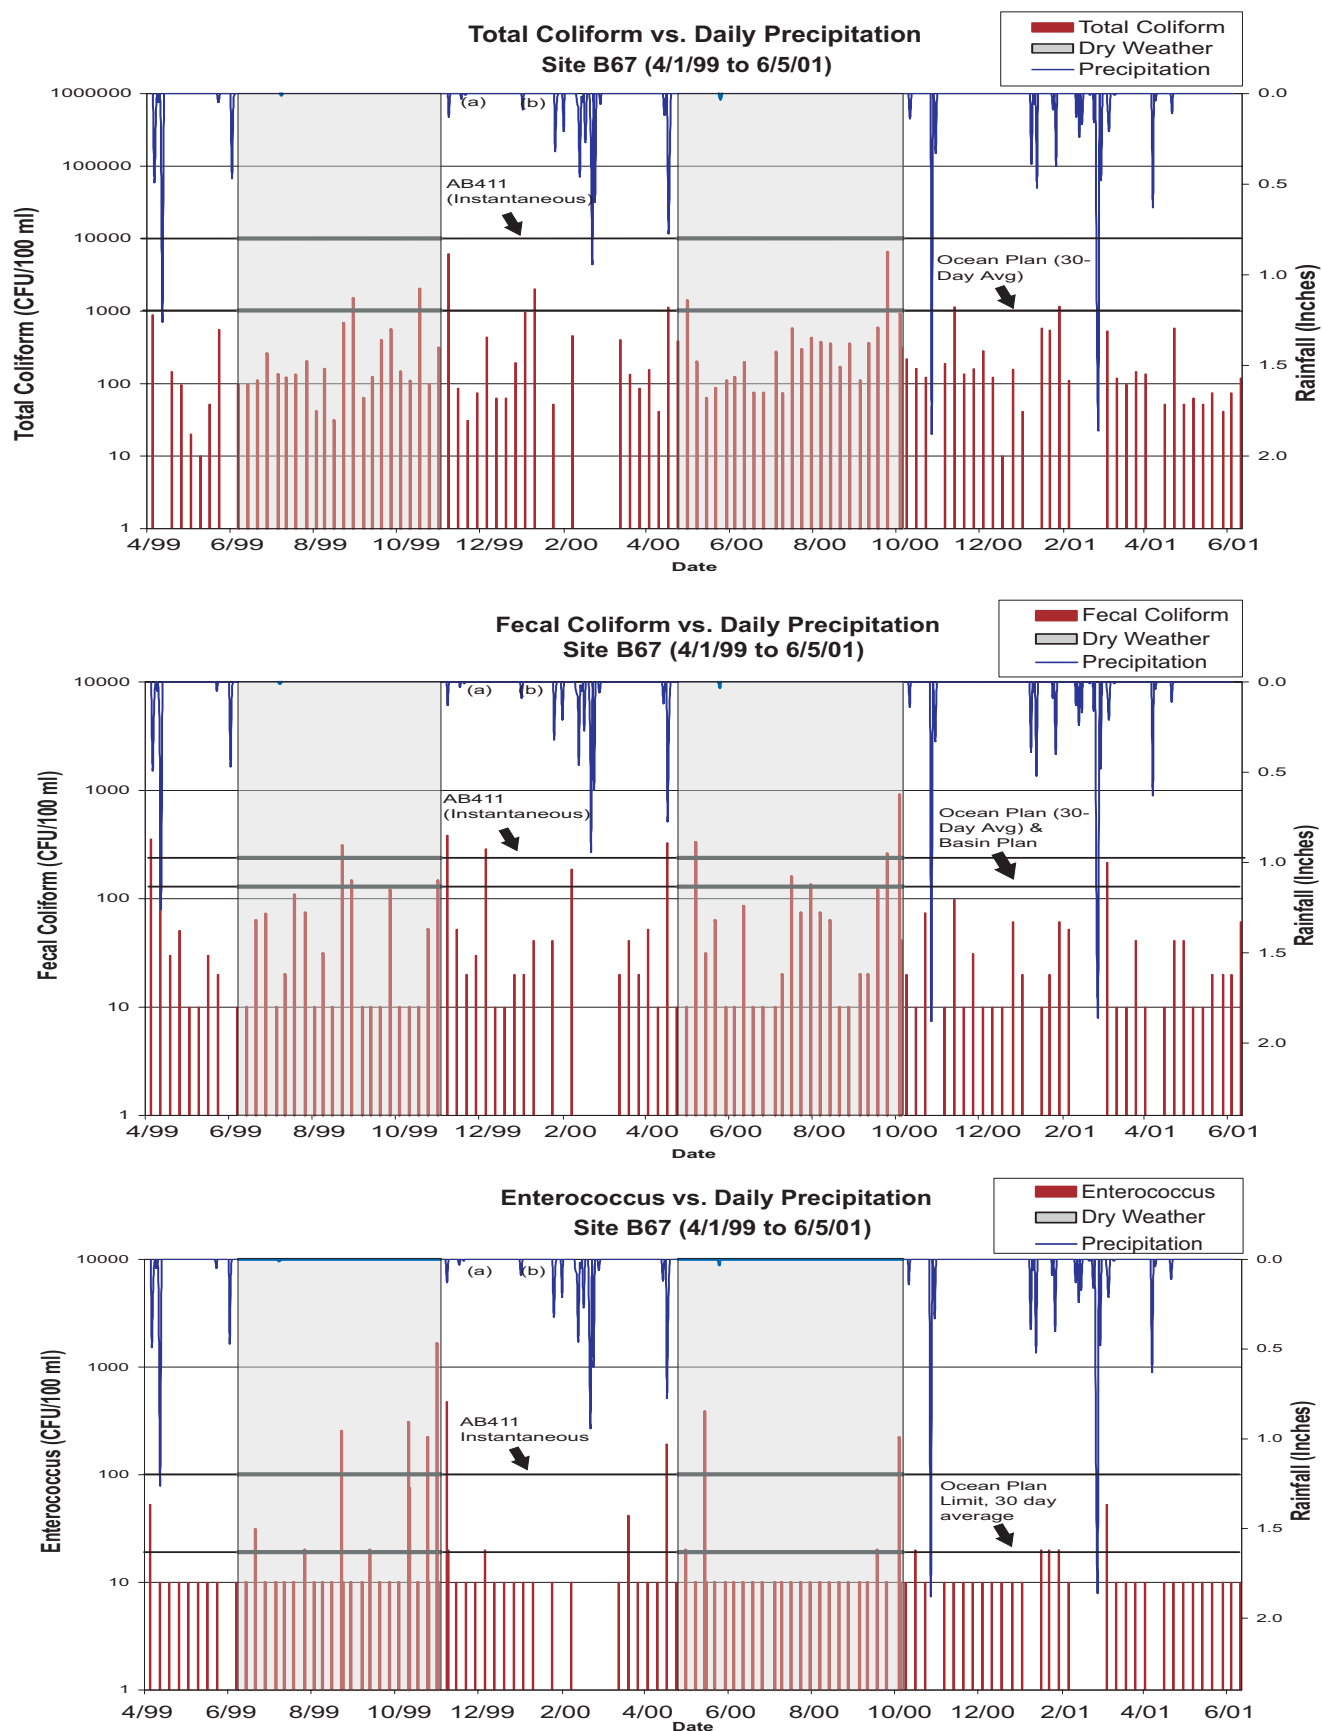 Total Coliform vs. Daily Precipitation
Site B67 (4/1/99 to 6/5/01)
Total Coliform
Dry Weather
Precipitation
1000000
100000
10000
1000
100
10
1
Total Coliform (CFU/100 ml)
0.0
0.5
1.0
1.5
2.0
Rainfall (Inches)
(a)
(b)
AB411
(Instantaneous)
Ocean Plan (30-
Day Avg)
4/99 6/99 8/99 10/99 12/99 2/00 4/00 6/00 8/00 10/00 12/00 2/01 4/01 6/01
Date
Fecal Coliform vs. Daily Precipitation
Site B67 (4/1/99 to 6/5/01)
Fecal Coliform
Dry Weather
Precipitation
10000
1000
100
10
1
Fecal Coliform (CFU/100 ml)
0.0
0.5
1.0
1.5
2.0
Rainfall (Inches)
(a)
(b)
AB411
(Instantaneous)
Ocean Plan (30-
Day Avg) &
Basin Plan
4/99 6/99 8/99 10/99 12/99 2/00 4/00 6/00 8/00 10/00 12/00 2/01 4/01 6/01
Date
Enterococcus vs. Daily Precipitation
Site B67 (4/1/99 to 6/5/01)
Enterococcus
Dry Weather
Precipitation
10000
1000
100
10
1
Enterococcus (CFU/100 ml)
0.0
0.5
1.0
1.5
2.0
Rainfall (Inches)
(a)
(b)
AB411
Instantaneous
Ocean Plan
Limit, 30 day
average
4/99 6/99 8/99 10/99 12/99 2/00 4/00 6/00 8/00 10/00 12/00 2/01 4/01 6/01
Date